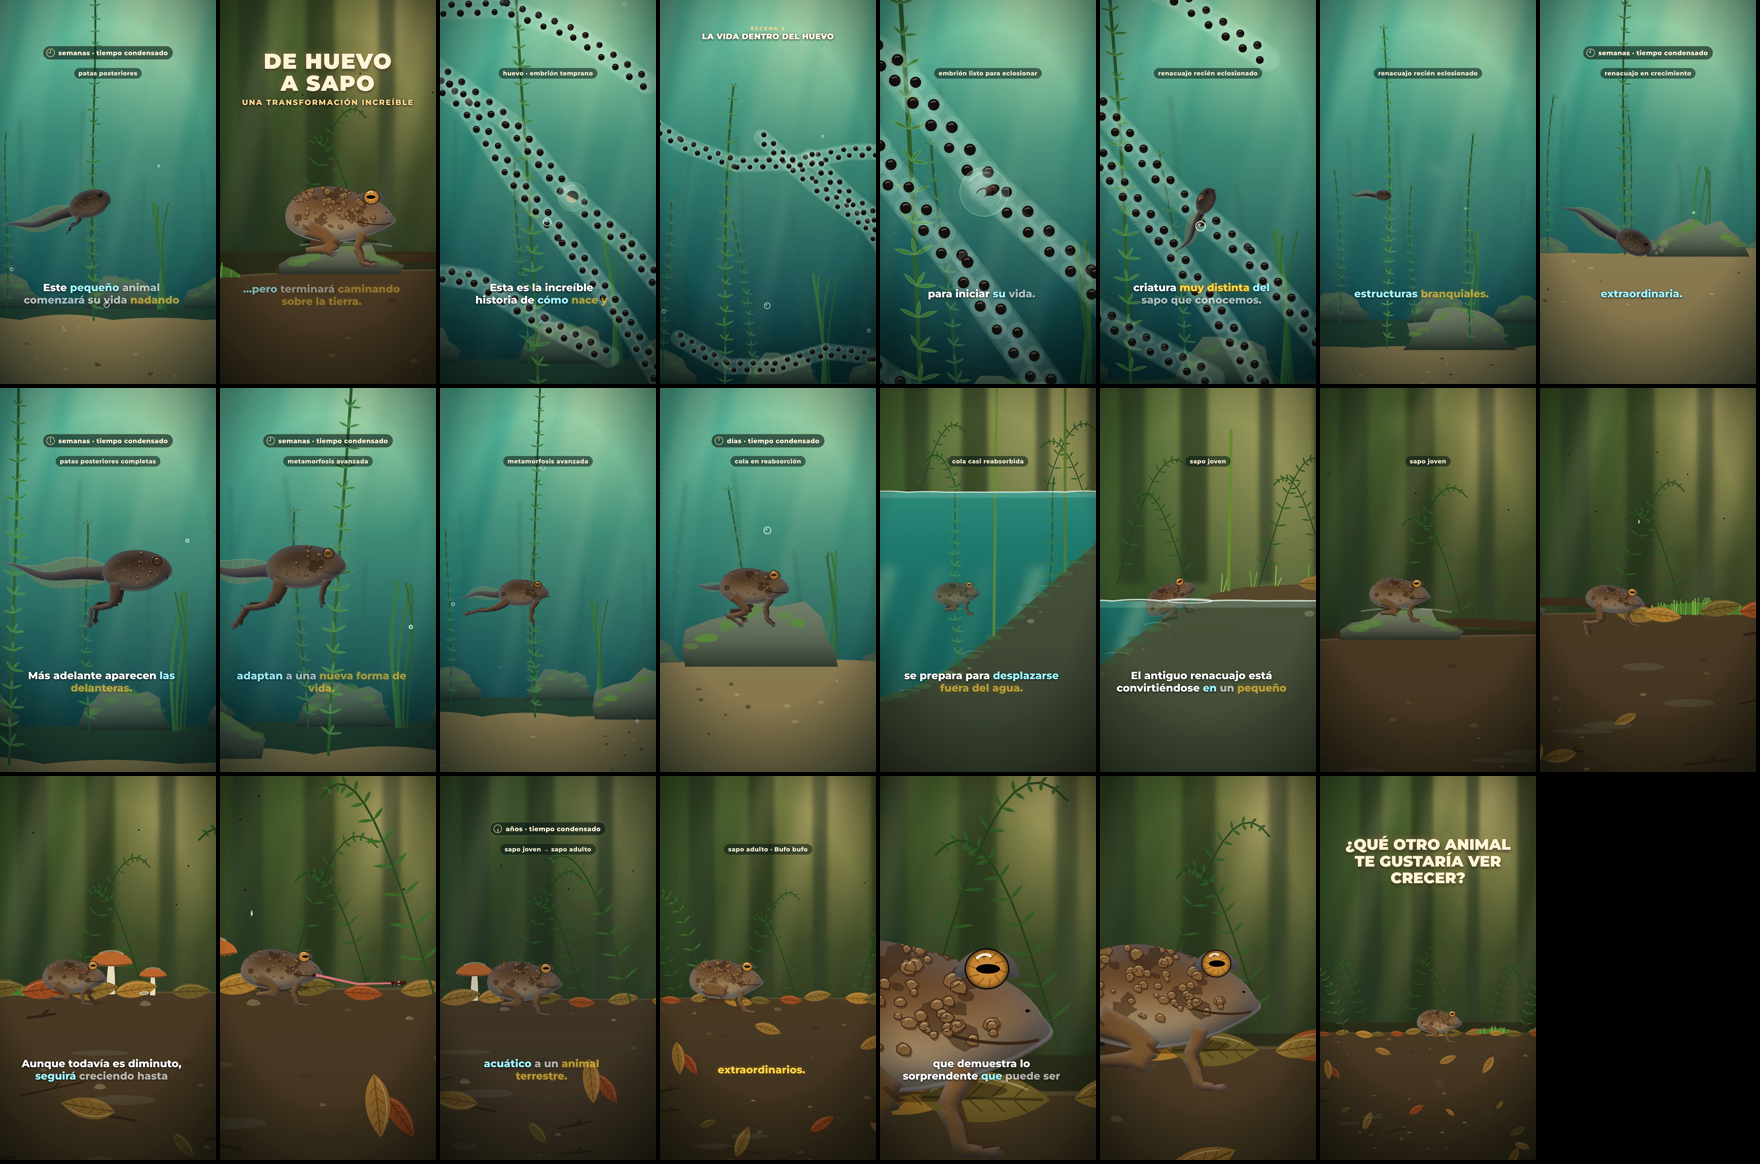 semanas · tiempo condensado
patas posteriores
Este pequeño animal
comenzará su vida nadando
DE HUEVO
A SAPO
UNA TRANSFORMACIÓN INCREÍBLE
...pero terminará caminando
sobre la tierra.
huevo · embrión temprano
Esta es la increíble
historia de cómo nace y
ESCENA 2
LA VIDA DENTRO DEL HUEVO
embrión listo para eclosionar
para iniciar su vida.
renacuajo recién eclosionado
criatura muy distinta del
sapo que conocemos.
renacuajo recién eclosionado
estructuras branquiales.
semanas · tiempo condensado
renacuajo en crecimiento
extraordinaria.
semanas · tiempo condensado
patas posteriores completas
Más adelante aparecen las
delanteras.
semanas · tiempo condensado
metamorfosis avanzada
adaptan a una nueva forma de
vida.
metamorfosis avanzada
días · tiempo condensado
cola en reabsorción
cola casi reabsorbida
se prepara para desplazarse
fuera del agua.
sapo joven
El antiguo renacuajo está
convirtiéndose en un pequeño
sapo joven
Aunque todavía es diminuto,
seguirá creciendo hasta
años · tiempo condensado
sapo joven → sapo adulto
acuático a un animal
terrestre.
sapo adulto · Bufo bufo
extraordinarios.
que demuestra lo
sorprendente que puede ser
¿QUÉ OTRO ANIMAL
TE GUSTARÍA VER
CRECER?